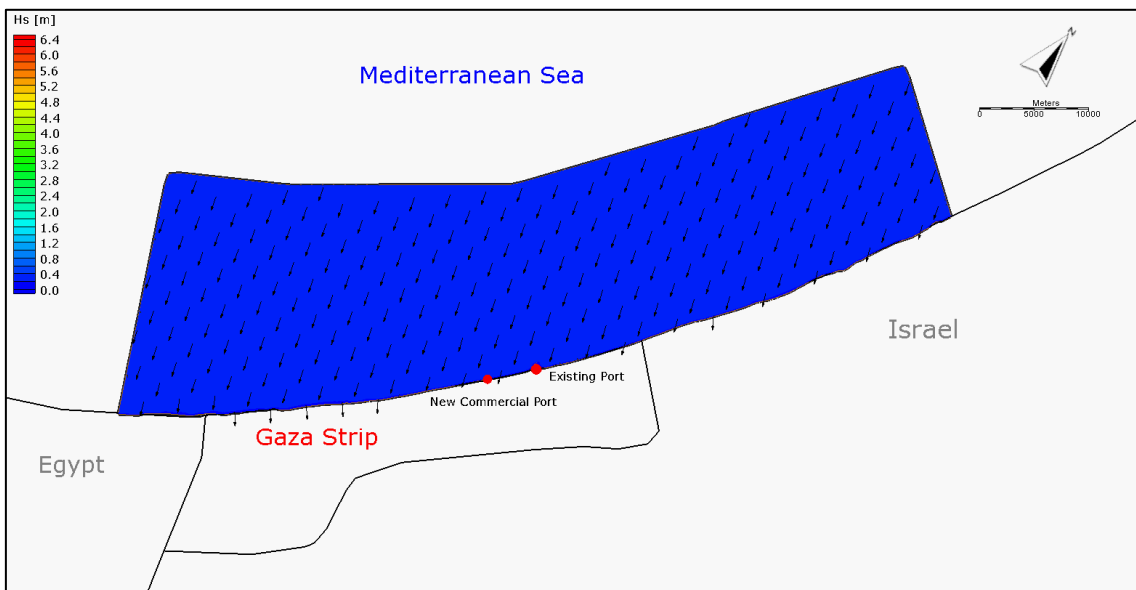 Hs [m]
6.4
6.0
5.6
5.2
4.8
4.4
4.0
3.6
3.2
2.8
2.4
2.0
1.6
1.2
0.8
0.4
0.0
Mediterranean Sea
N
Meters
0 5000 10000
Israel
Existing Port
New Commercial Port
Gaza Strip
Egypt